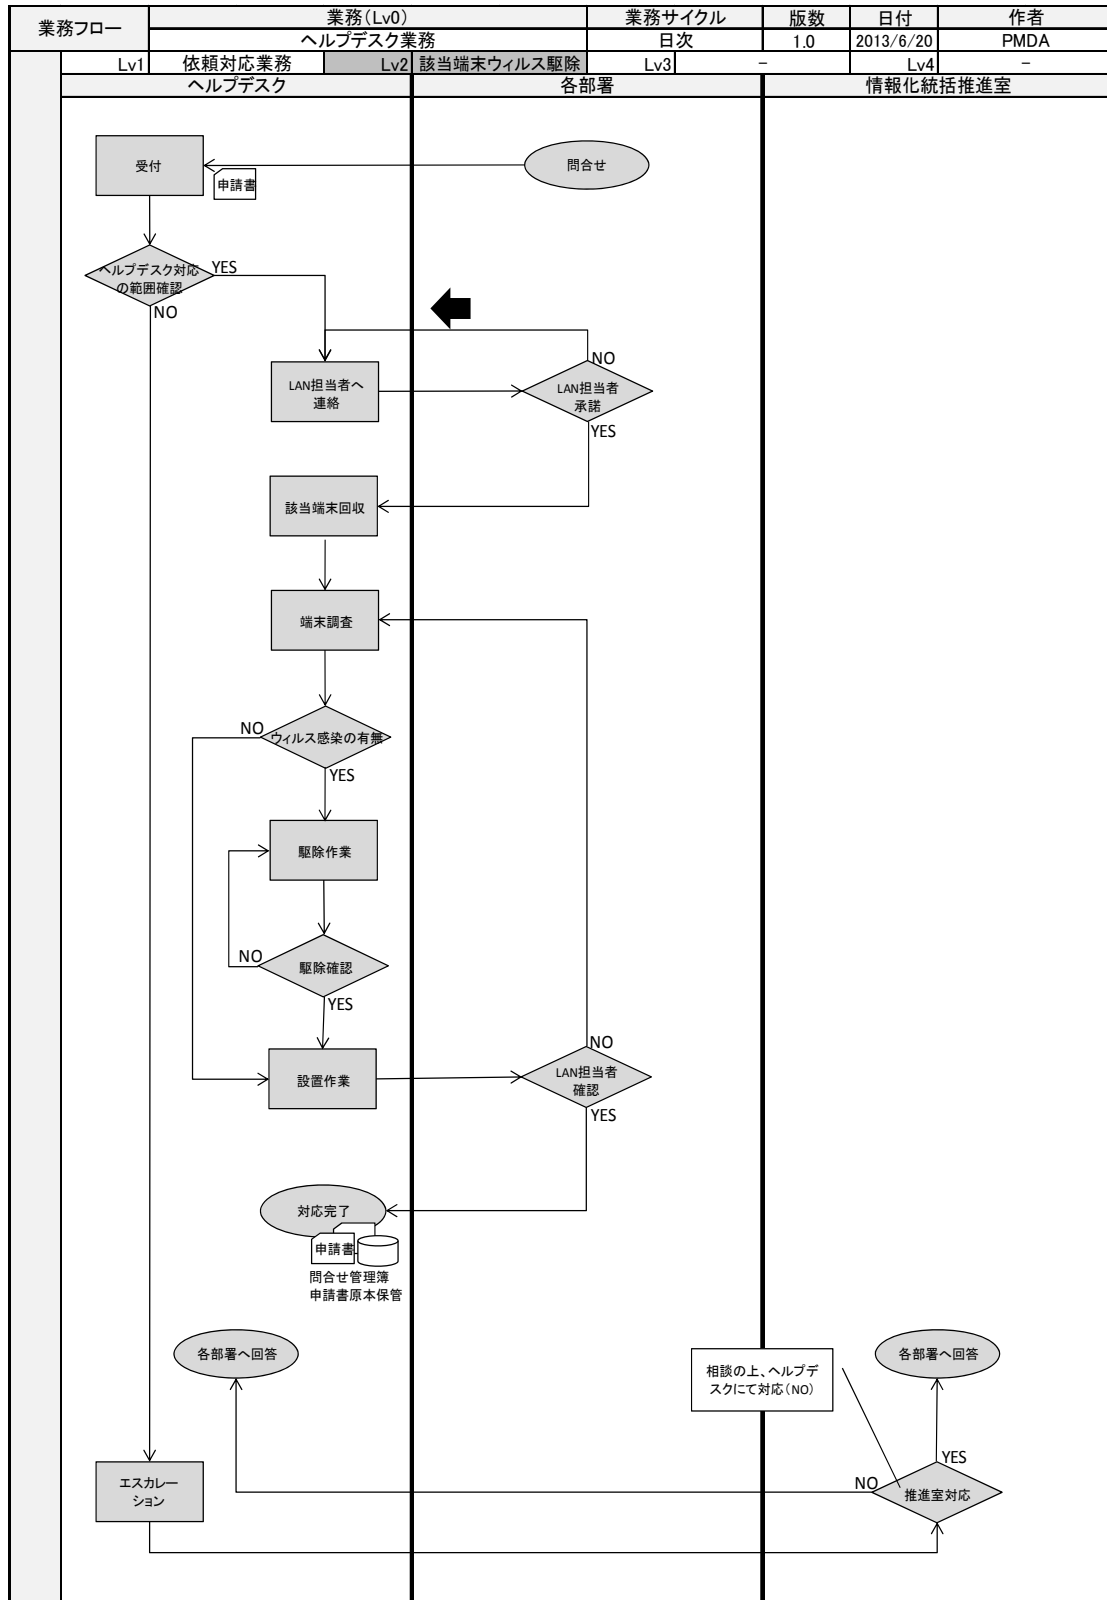 業務フロー
業務(Lv0)
業務サイクル
版数
日付
作者
ヘルプデスク業務
日次
1.0
2013/6/20
PMDA
Lv1
依頼対応業務
Lv2
該当端末ウィルス駆除
Lv3
－
Lv4
－
ヘルプデスク
各部署
情報化統括推進室
受付
申請書
問合せ
ヘルプデスク対応
の範囲確認
YES
NO
LAN担当者へ
連絡
LAN担当者
承諾
NO
YES
該当端末回収
端末調査
ウィルス感染の有無
NO
YES
駆除作業
駆除確認
NO
YES
設置作業
LAN担当者
確認
NO
YES
対応完了
申請書
問合せ管理簿
申請書原本保管
各部署へ回答
相談の上、ヘルプデ
スクにて対応(NO)
各部署へ回答
エスカレー
ション
推進室対応
YES
NO